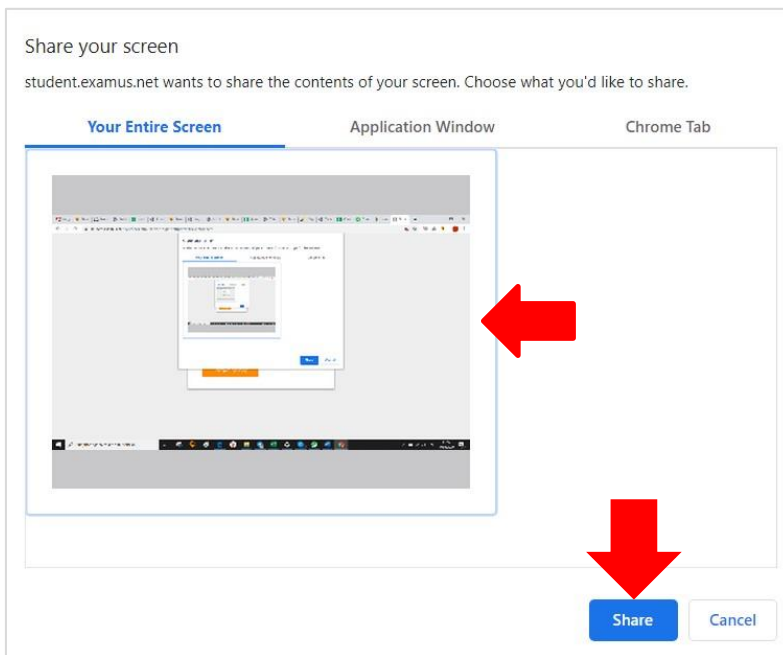 Share your screen
student.examus.net wants to share the contents of your screen. Choose what you'd like to share.
Your Entire Screen Application Window Chrome Tab
Share Cancel